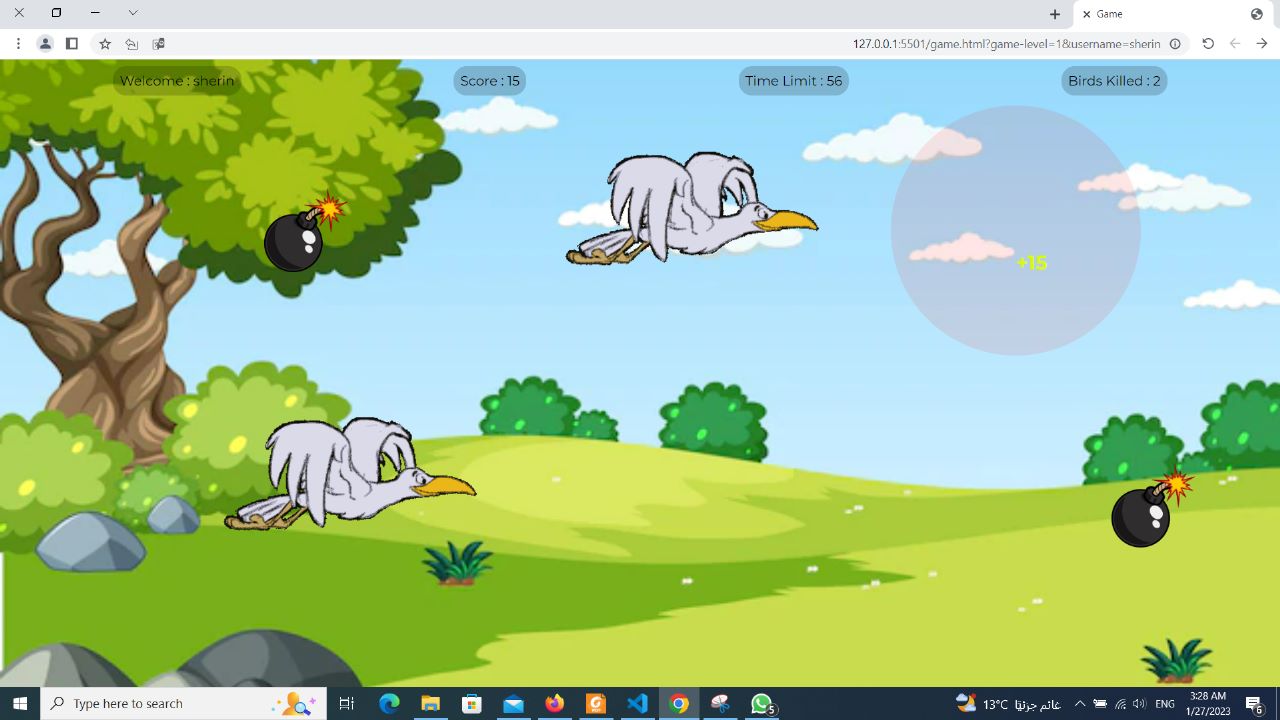 Game
127.0.0.1:5501/game.html?game-level=1&username=sherin
Welcome : sherin
Score : 15
Time Limit : 56
Birds Killed : 2
+15
Type here to search
5
13°C غائم جزئيًا
ENG
3:28 AM
1/27/2023
6